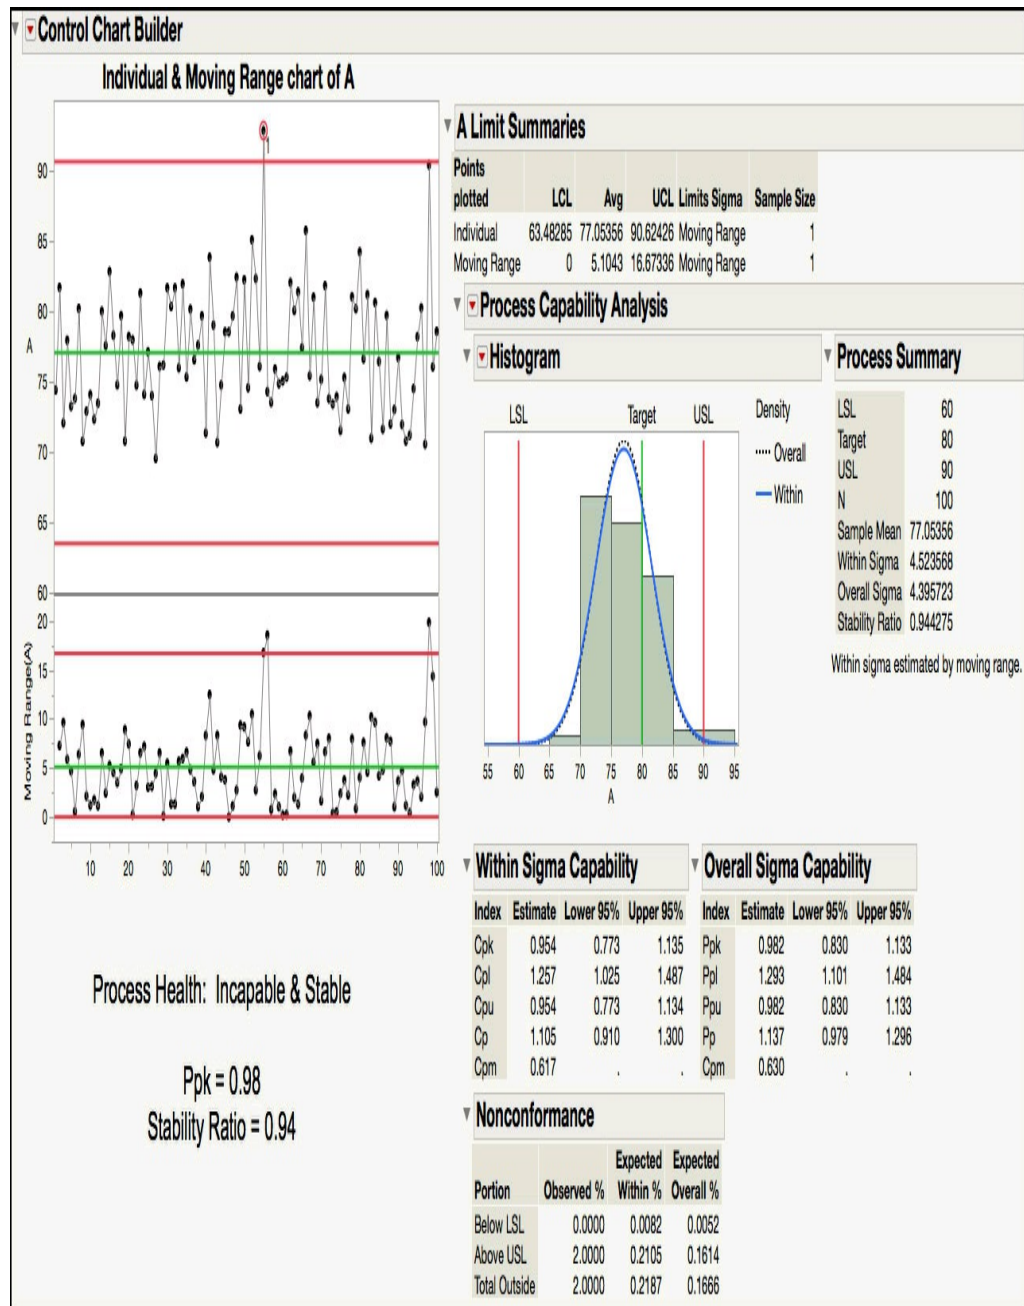 Control Chart Builder
Individual & Moving Range chart of A
90
85
80
A
75
70
65
60
20
15
10
5
0
Moving Range(A)
1
10 20 30 40 50 60 70 80 90 100
Process Health: Incapable & Stable
Ppk = 0.98
Stability Ratio = 0.94
A Limit Summaries
Points
plotted LCL Avg UCL Limits Sigma Sample Size
Individual 63.48285 77.05356 90.62426 Moving Range 1
Moving Range 0 5.1043 16.67336 Moving Range 1
Process Capability Analysis
Histogram
LSL Target USL
Density
Overall
Within
55 60 65 70 75 80 85 90 95
A
Process Summary
LSL 60
Target 80
USL 90
N 100
Sample Mean 77.05356
Within Sigma 4.523568
Overall Sigma 4.395723
Stability Ratio 0.944275
Within sigma estimated by moving range.
Within Sigma Capability
Index Estimate Lower 95% Upper 95%
Cpk 0.954 0.773 1.135
Cpl 1.257 1.025 1.487
Cpu 0.954 0.773 1.134
Cp 1.105 0.910 1.300
Cpm 0.617 . .
Overall Sigma Capability
Index Estimate Lower 95% Upper 95%
Ppk 0.982 0.830 1.133
Ppl 1.293 1.101 1.484
Ppu 0.982 0.830 1.133
Pp 1.137 0.979 1.296
Cpm 0.630 . .
Nonconformance
Expected Expected
Portion Observed % Within % Overall %
Below LSL 0.0000 0.0082 0.0052
Above USL 2.0000 0.2105 0.1614
Total Outside 2.0000 0.2187 0.1666